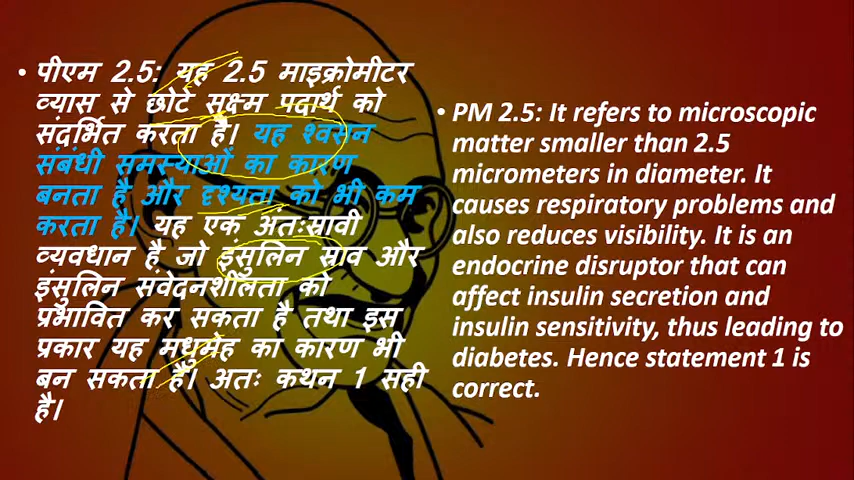 • पीएम 2.5: यह 2.5 माइक्रोमीटर
व्यास से छोटे सूक्ष्म पदार्थ को
संदर्भित करता है। यह श्वसन
संबंधी समस्याओं का कारण
बनता है और दृश्यता को भी कम
करता है। यह एक अंतःस्रावी
व्यवधान है जो इंसुलिन स्राव और
इंसुलिन संवेदनशीलता को
प्रभावित कर सकता है तथा इस
प्रकार यह मधुमेह का कारण भी
बन सकता है। अतः कथन 1 सही
है।
• PM 2.5: It refers to microscopic
matter smaller than 2.5
micrometers in diameter. It
causes respiratory problems and
also reduces visibility. It is an
endocrine disruptor that can
affect insulin secretion and
insulin sensitivity, thus leading to
diabetes. Hence statement 1 is
correct.